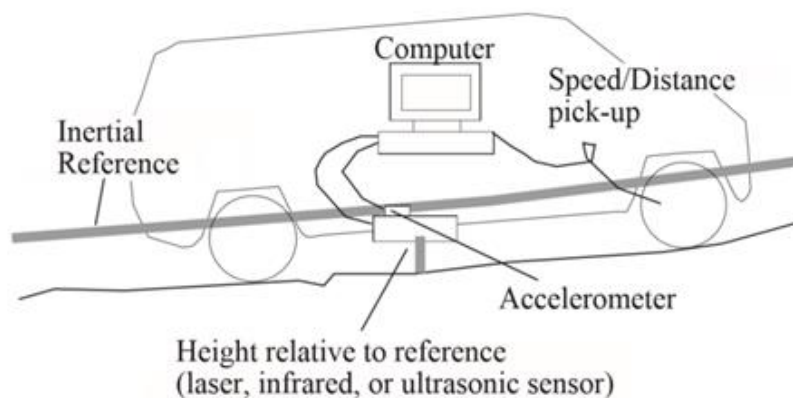 Computer
Speed/Distance
pick-up
Inertial
Reference
Accelerometer
Height relative to reference
(laser, infrared, or ultrasonic sensor)